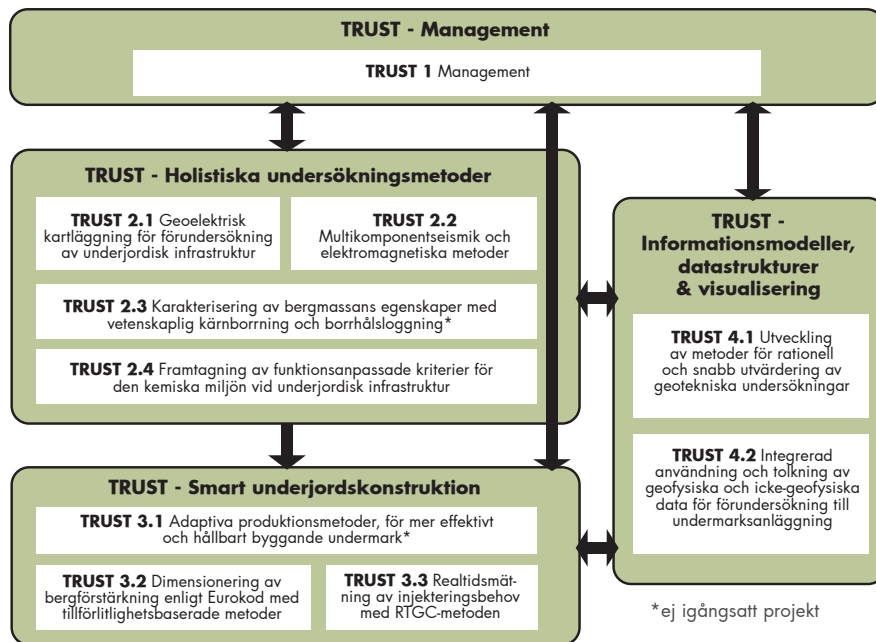 TRUST - Management
TRUST 1 Management
TRUST - Holistiska undersökningsmetoder
TRUST 2.1 Geoelektrisk
kartläggning för förundersökning
av underjordisk infrastruktur
TRUST 2.2
Multikomponentseismik och
elektromagnetiska metoder
TRUST 2.3 Karakterisering av bergmassans egenskaper med
vetenskaplig kärnborrning och borrhålsloggning*
TRUST 2.4 Framtagning av funktionsanpassade kriterier för
den kemiska miljön vid underjordisk infrastruktur
TRUST - Smart underjordskonstruktion
TRUST 3.1 Adaptiva produktionsmetoder, för mer effektivt
och hållbart byggande undermark*
TRUST 3.2 Dimensionering av
bergförstärkning enligt Eurokod med
tillförlitlighetsbaserade metoder
TRUST 3.3 Realtidsmät-
ning av injekteringsbehov
med RTGC-metoden
TRUST -
Informationsmodeller,
datastrukturer
& visualisering
TRUST 4.1 Utveckling
av metoder för rationell
och snabb utvärdering av
geotekniska undersökningar
TRUST 4.2 Integrerad
användning och tolkning av
geofysiska och icke-geofysiska
data för förundersökning till
undermarksanläggning
*ej igångsatt projekt